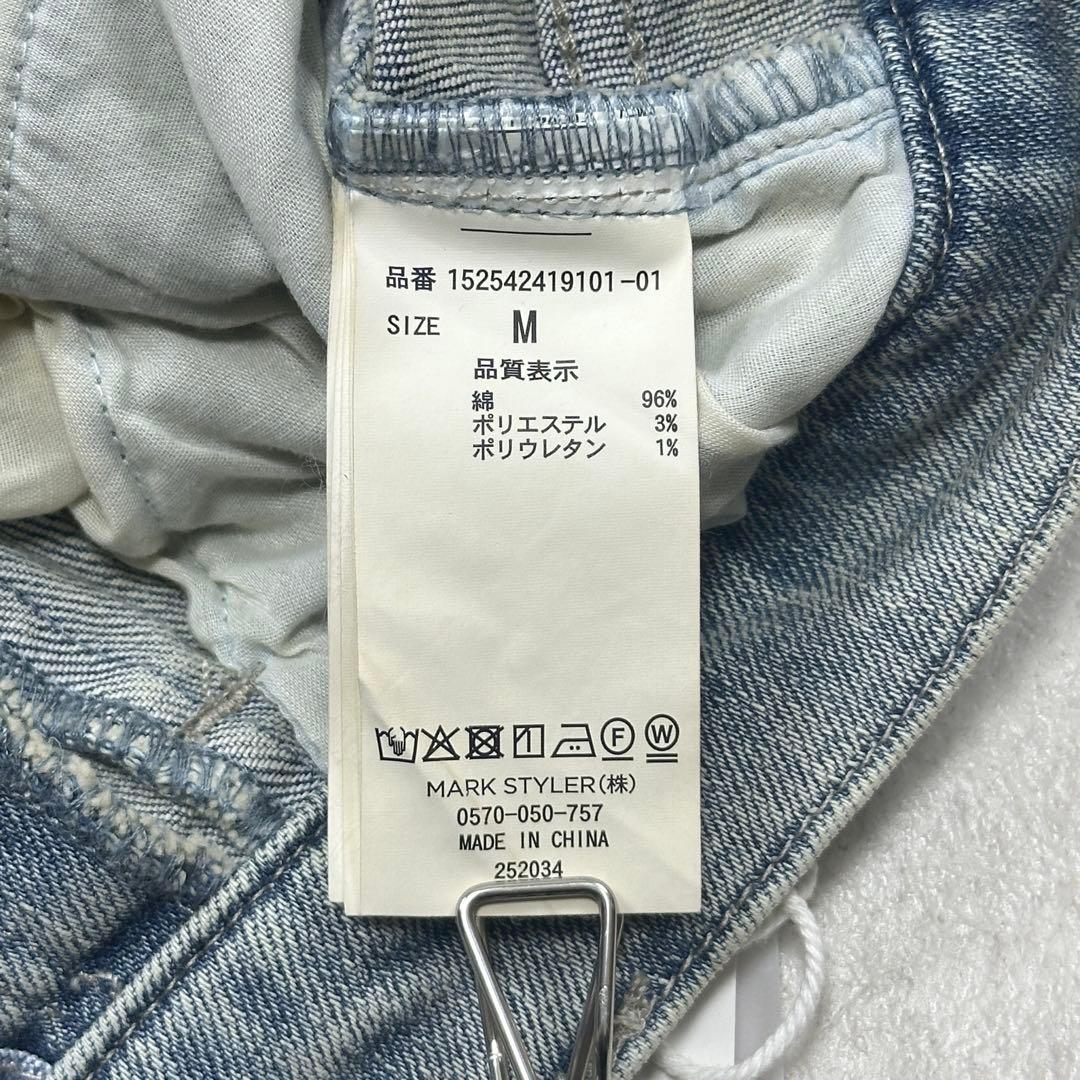 品番 152542419101-01
SIZE M
品質表示
綿 96%
ポリエステル 3%
ポリウレタン 1%
F W
MARK STYLER(株)
0570-050-757
MADE IN CHINA
252034